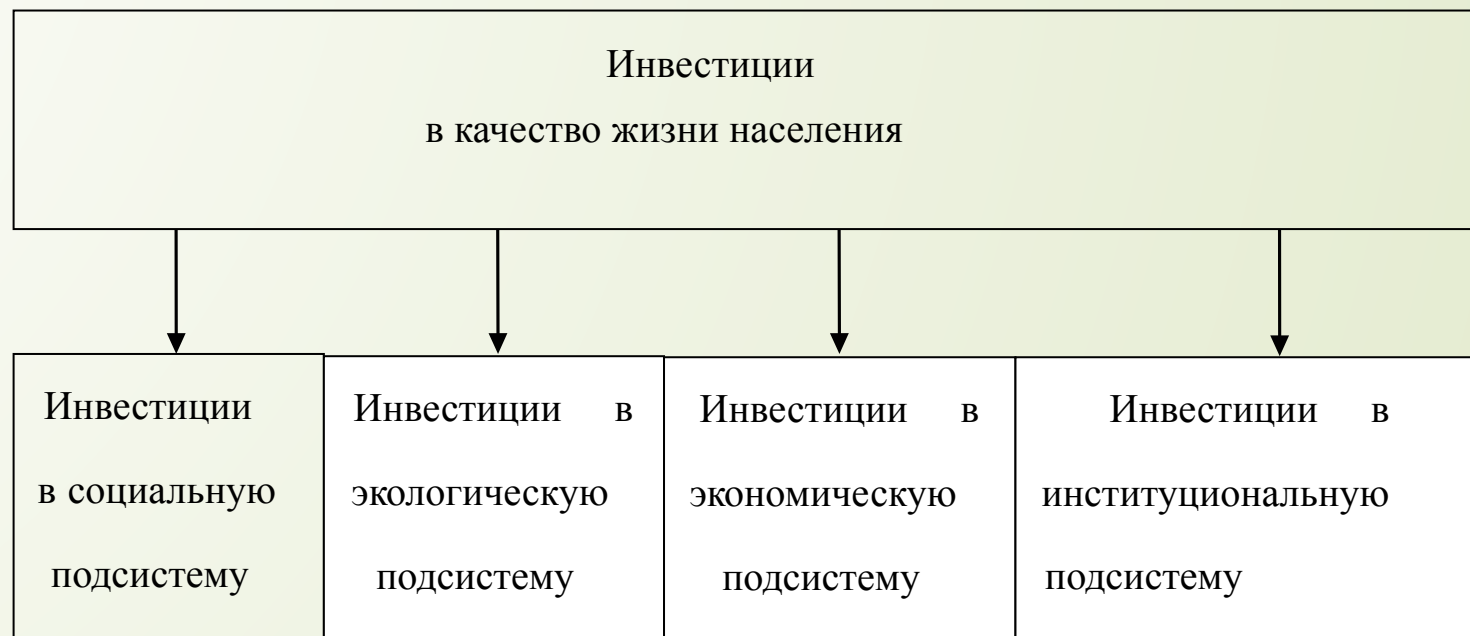 Инвестиции
в качество жизни населения
Инвестиции
в социальную
подсистему
Инвестиции в
экологическую
подсистему
Инвестиции в
экономическую
подсистему
Инвестиции в
институциональную
подсистему